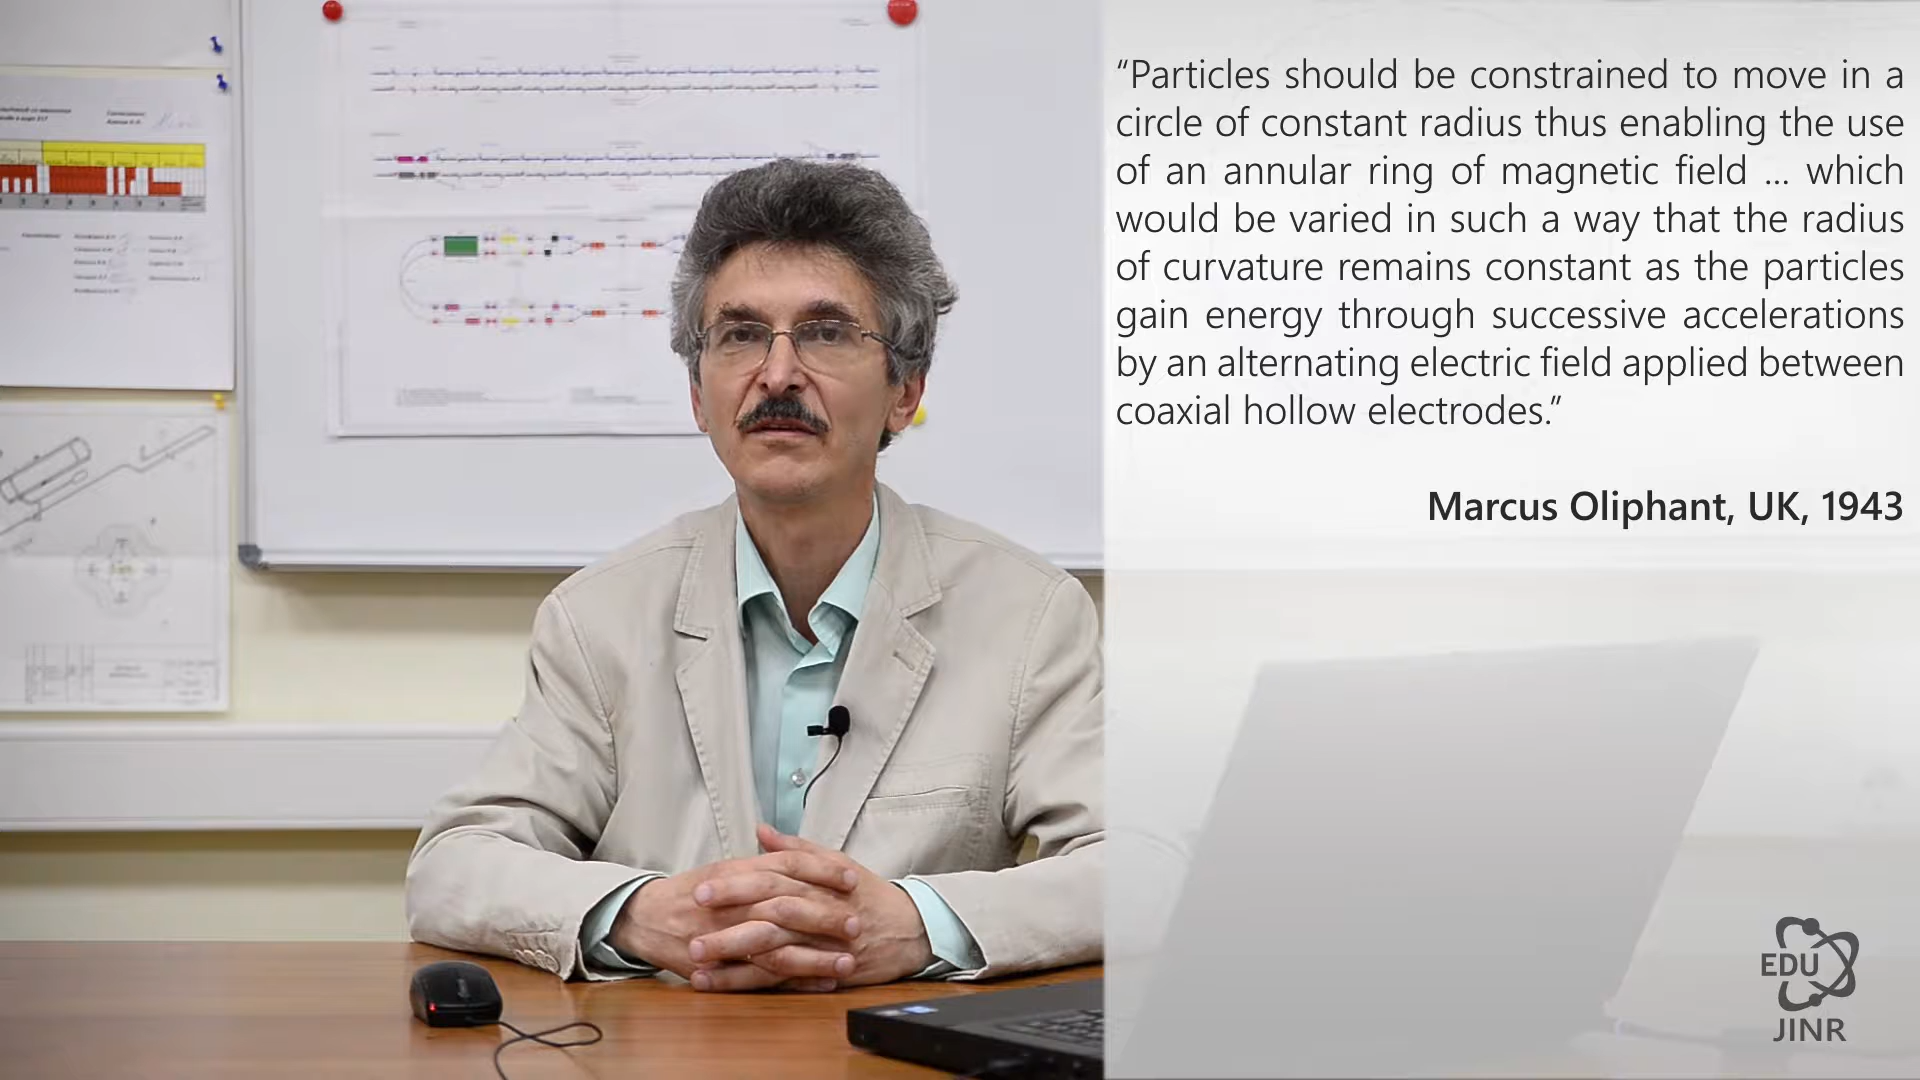 “Particles should be constrained to move in a
circle of constant radius thus enabling the use
of an annular ring of magnetic field ... which
would be varied in such a way that the radius
of curvature remains constant as the particles
gain energy through successive accelerations
by an alternating electric field applied between
coaxial hollow electrodes.”
Marcus Oliphant, UK, 1943
EDU
JINR